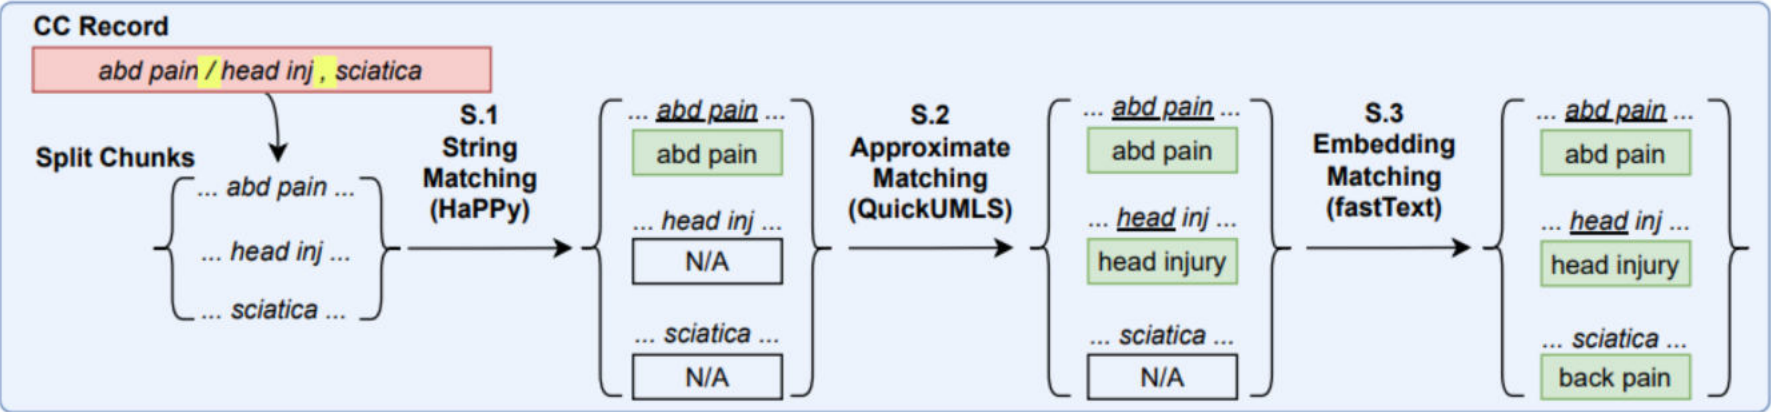 CC Record
abd pain / head inj , sciatica
Split Chunks
... abd pain ...
... head inj ...
... sciatica ...
S.1
String
Matching
(HaPPy)
... abd pain ...
abd pain
... head inj ...
N/A
... sciatica ...
N/A
S.2
Approximate
Matching
(QuickUMLS)
... abd pain ...
abd pain
... head inj ...
head injury
... sciatica ...
N/A
S.3
Embedding
Matching
(fastText)
... abd pain ...
abd pain
... head inj ...
head injury
... sciatica ...
back pain